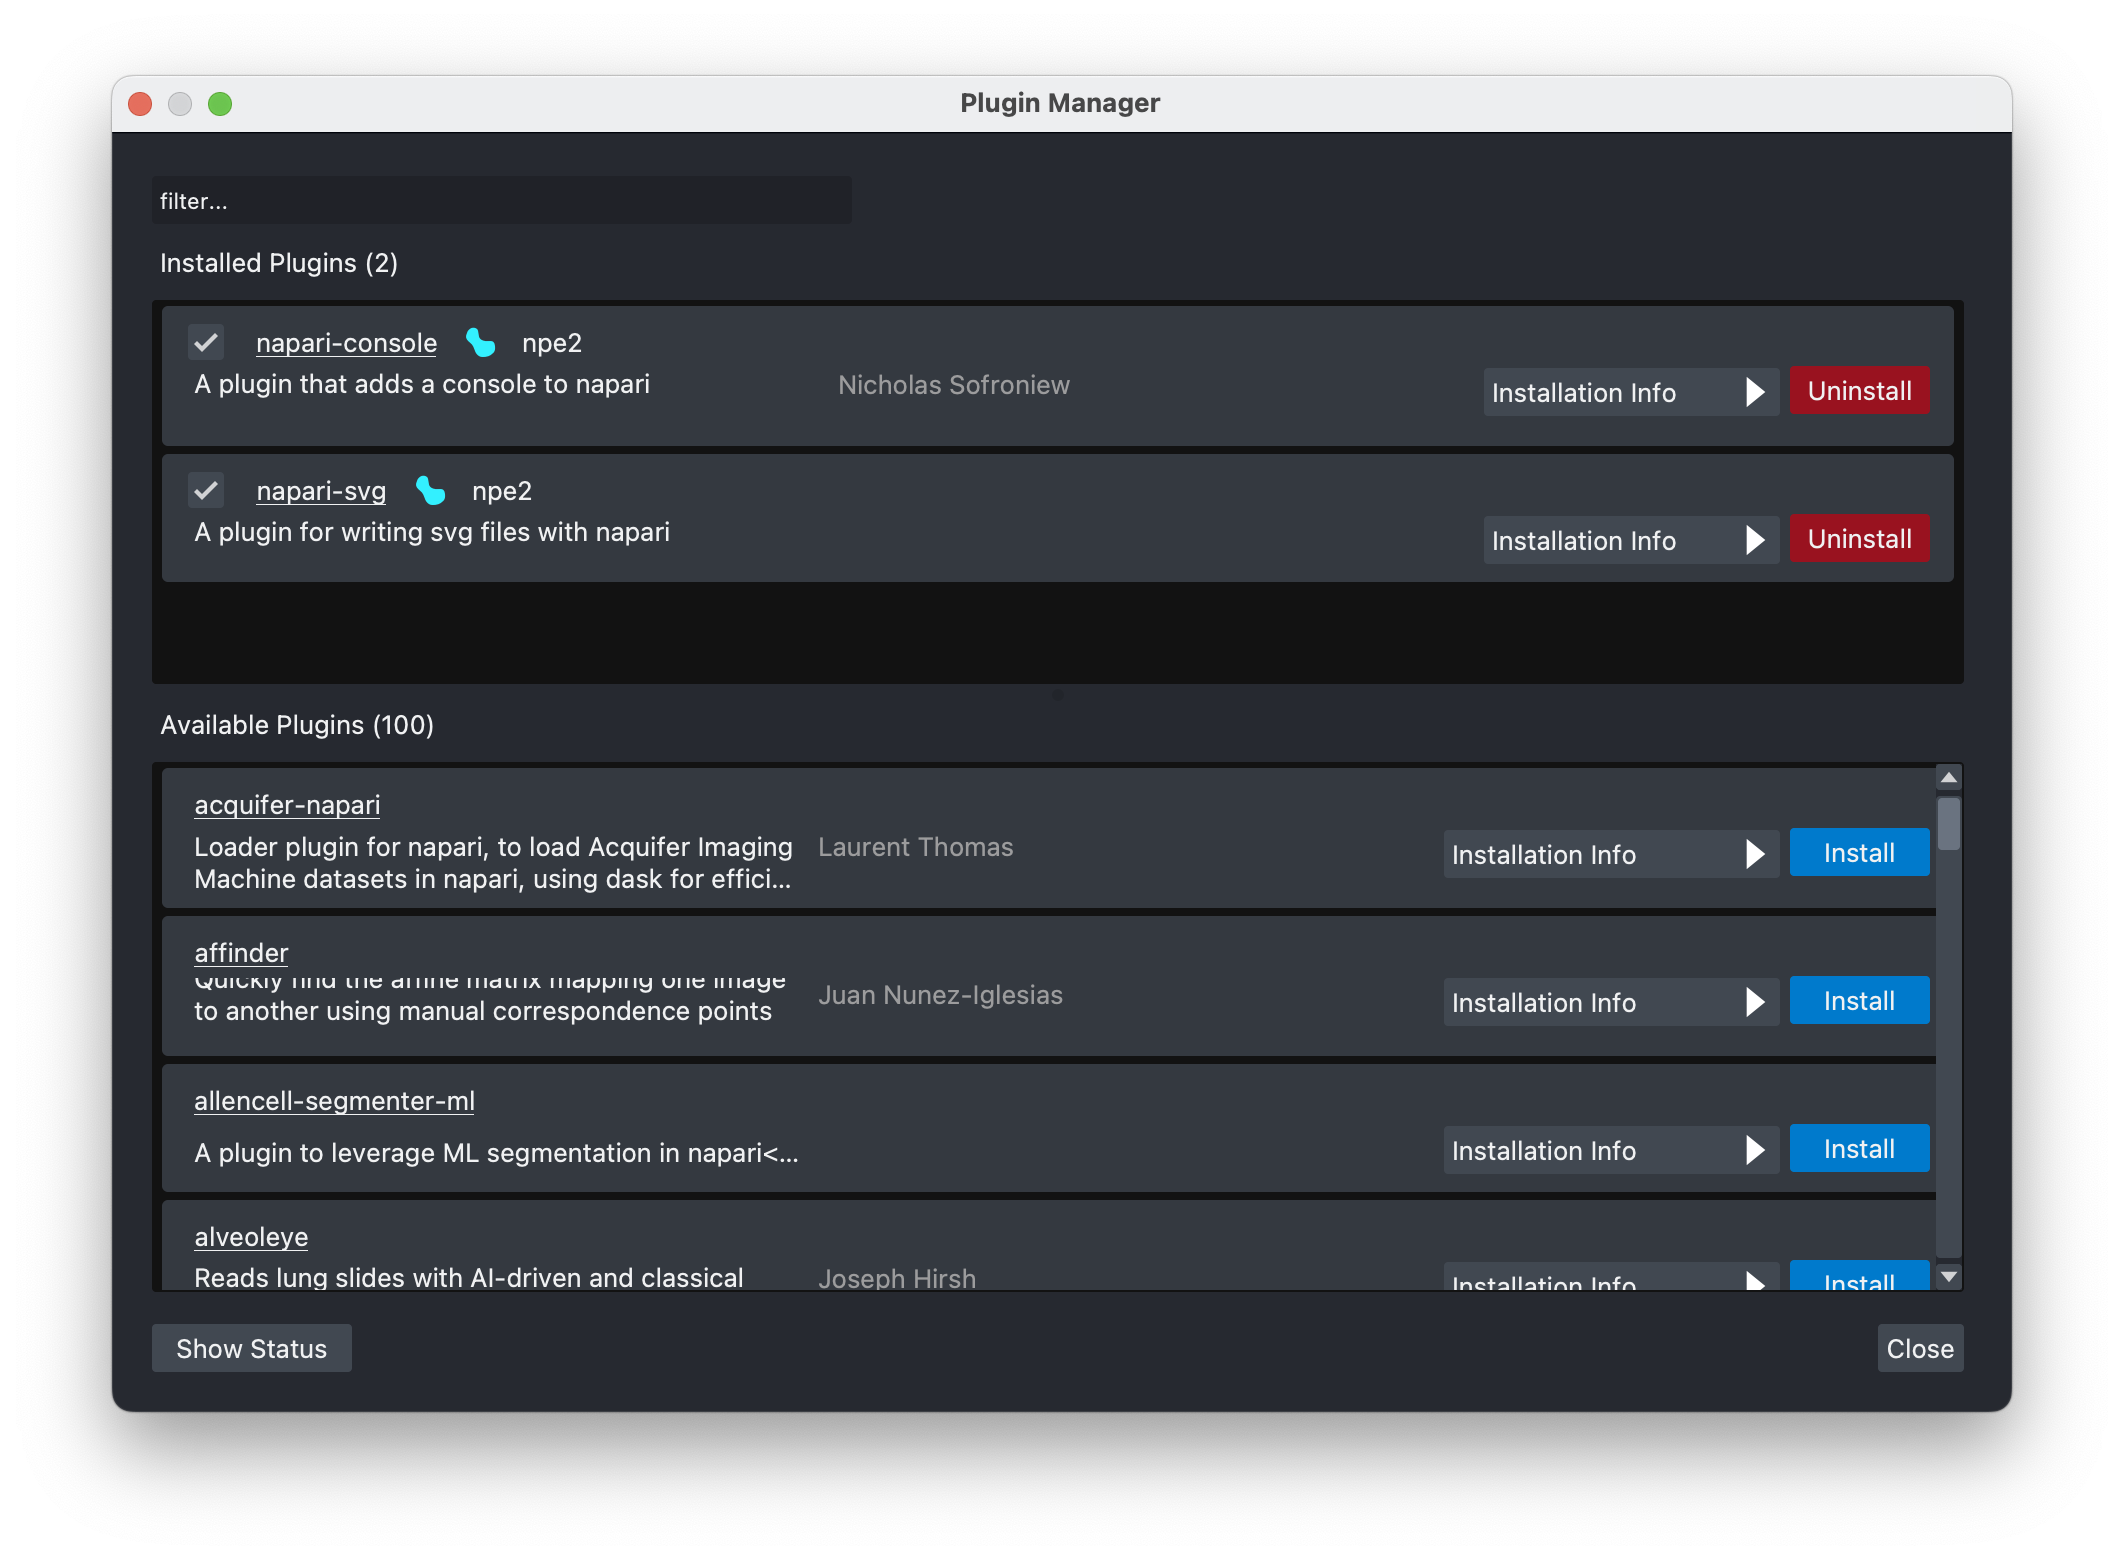 Plugin Manager
filter...
Installed Plugins (2)
napari-console npe2
A plugin that adds a console to napari Nicholas Sofroniew Installation Info Uninstall
napari-svg npe2
A plugin for writing svg files with napari Installation Info Uninstall
Available Plugins (100)
acquifer-napari
Loader plugin for napari, to load Acquifer Imaging Laurent Thomas Installation Info Install
Machine datasets in napari, using dask for effici...
affinder
Quickly find the affine matrix mapping one image Juan Nunez-Iglesias Installation Info Install
to another using manual correspondence points
allencell-segmenter-ml
A plugin to leverage ML segmentation in napari<... Installation Info Install
alveoleye
Reads lung slides with AI-driven and classical Joseph Hirsh Installation Info Install
Show Status Close